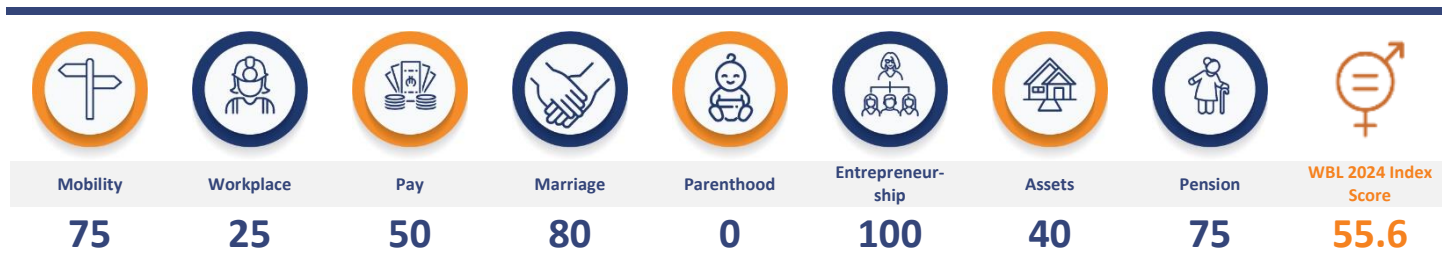 Mobility
Workplace
Pay
Marriage
Parenthood
Entrepreneur-
ship
Assets
Pension
WBL 2024 Index
Score
75
25
50
80
0
100
40
75
55.6